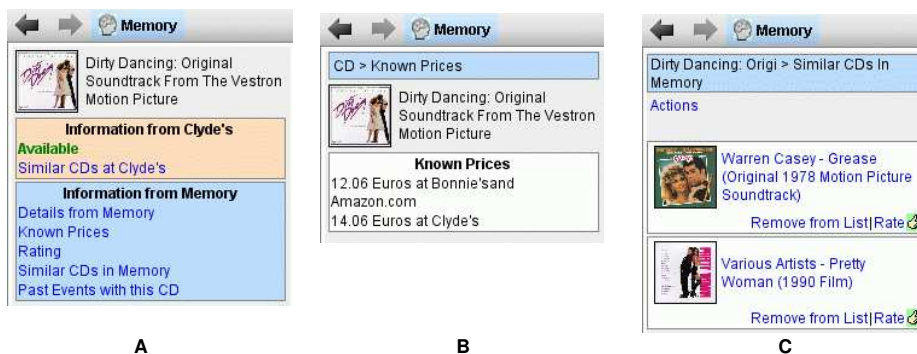 Memory
Dirty Dancing: Original
Soundtrack From The Vestron
Motion Picture
Information from Clyde's
Available
Similar CDs at Clyde's
Information from Memory
Details from Memory
Known Prices
Rating
Similar CDs in Memory
Past Events with this CD
A
Memory
CD > Known Prices
Dirty Dancing: Original
Soundtrack From The Vestron
Motion Picture
Known Prices
12.06 Euros at Bonnie'sand
Amazon.com
14.06 Euros at Clyde's
B
Memory
Dirty Dancing: Origi > Similar CDs In
Memory
Actions
Warren Casey - Grease
(Original 1978 Motion Picture
Soundtrack)
Remove from List|Rate
Various Artists - Pretty
Woman (1990 Film)
Remove from List|Rate
C